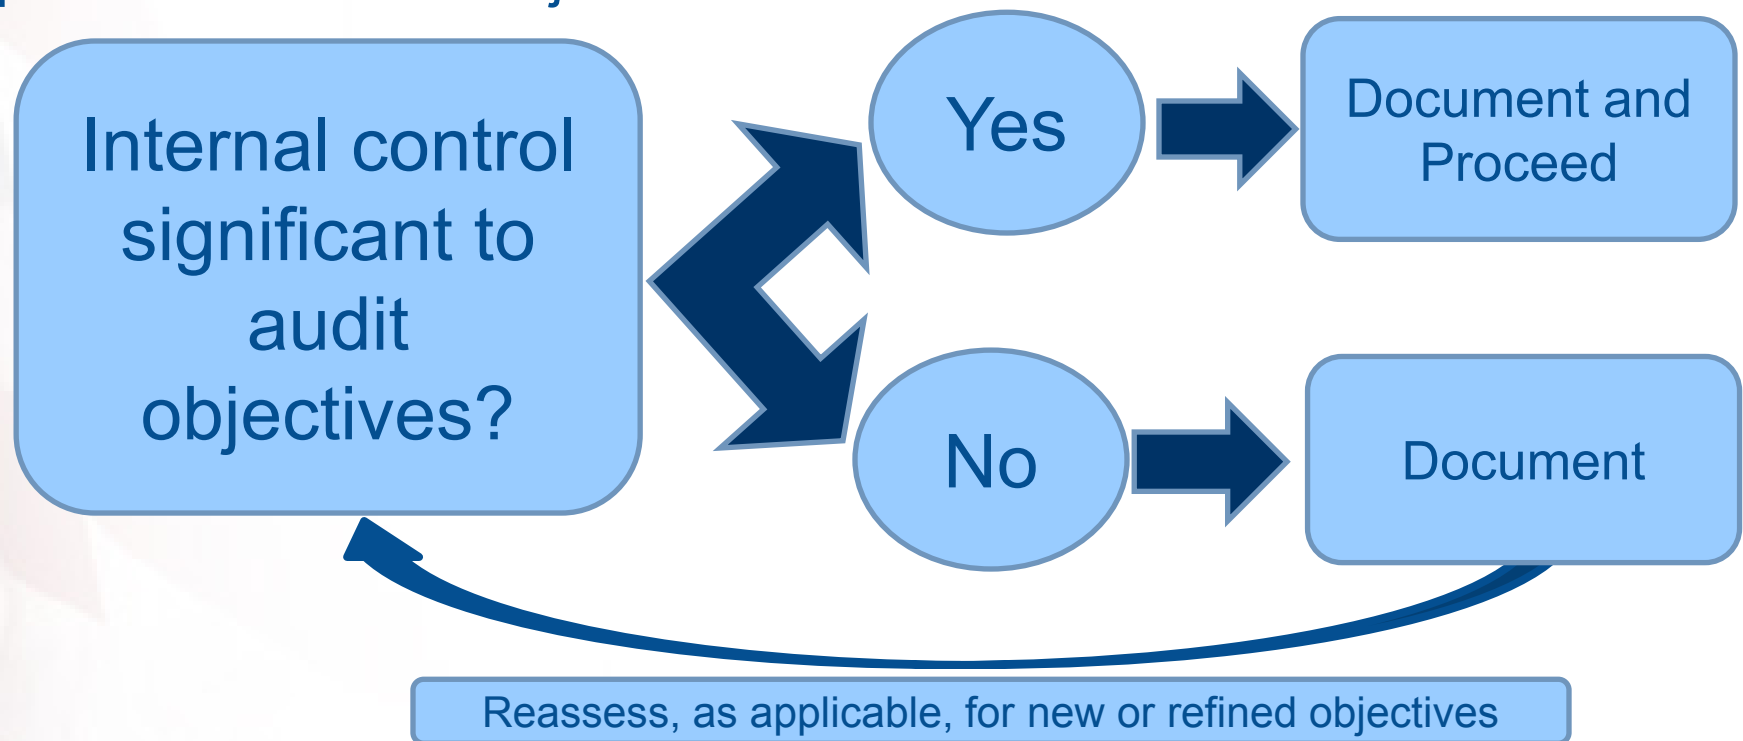 Internal control
significant to
audit
objectives?
Yes
Document and
Proceed
No
Document
Reassess, as applicable, for new or refined objectives